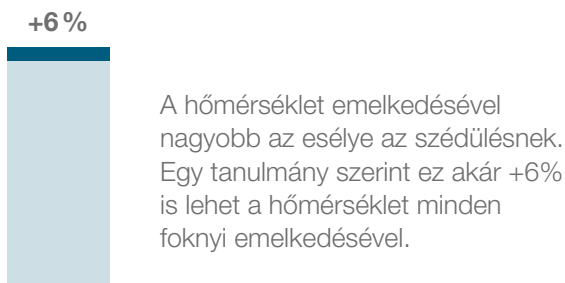 +6 %
A hőmérséklet emelkedésével
nagyobb az esélye az szédülésnek.
Egy tanulmány szerint ez akár +6%
is lehet a hőmérséklet minden
foknyi emelkedésével.